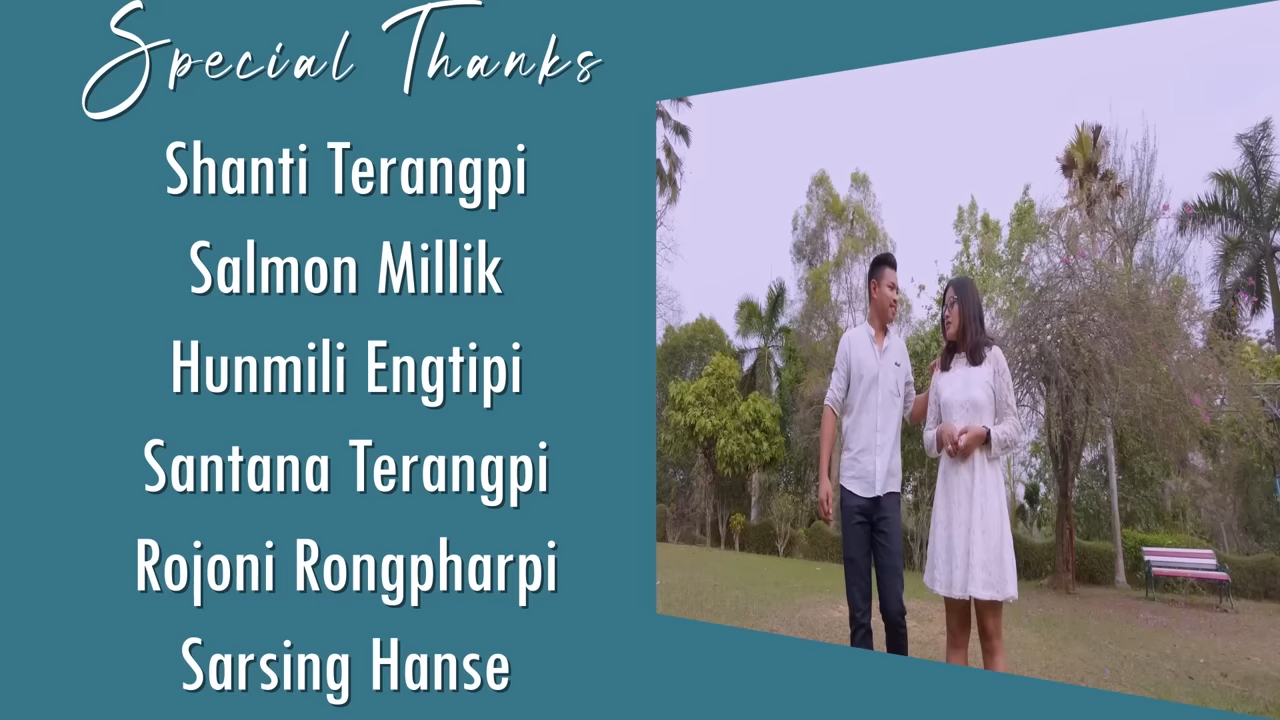 Special Thanks
Shanti Terangpi
Salmon Millik
Hunmili Engtipi
Santana Terangpi
Rojoni Rongpharpi
Sarsing Hanse